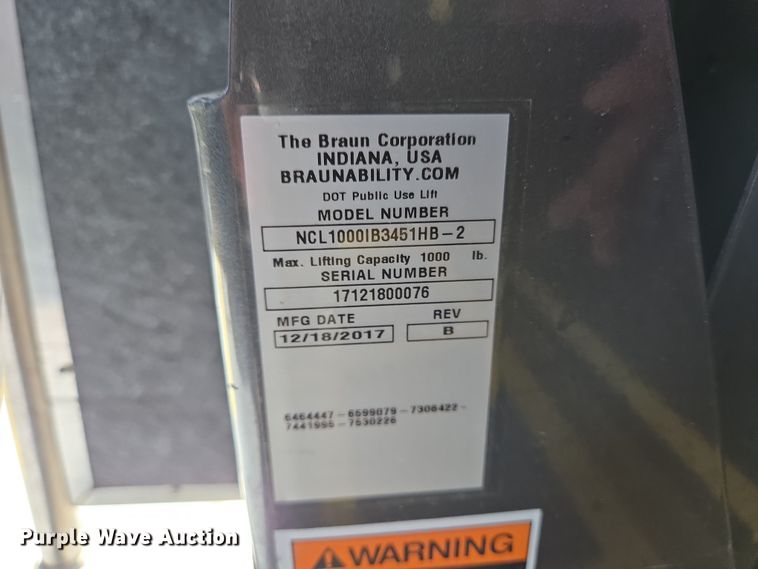 The Braun Corporation
INDIANA, USA
BRAUNABILITY.COM
DOT Public Use Lift
MODEL NUMBER
NCL1000IB3451HB-2
Max. Lifting Capacity 1000 lb.
SERIAL NUMBER
17121800076
MFG DATE REV
12/18/2017 B
6464447-6599079-7306422-
7441995-7530226
WARNING
Purple Wave Auction